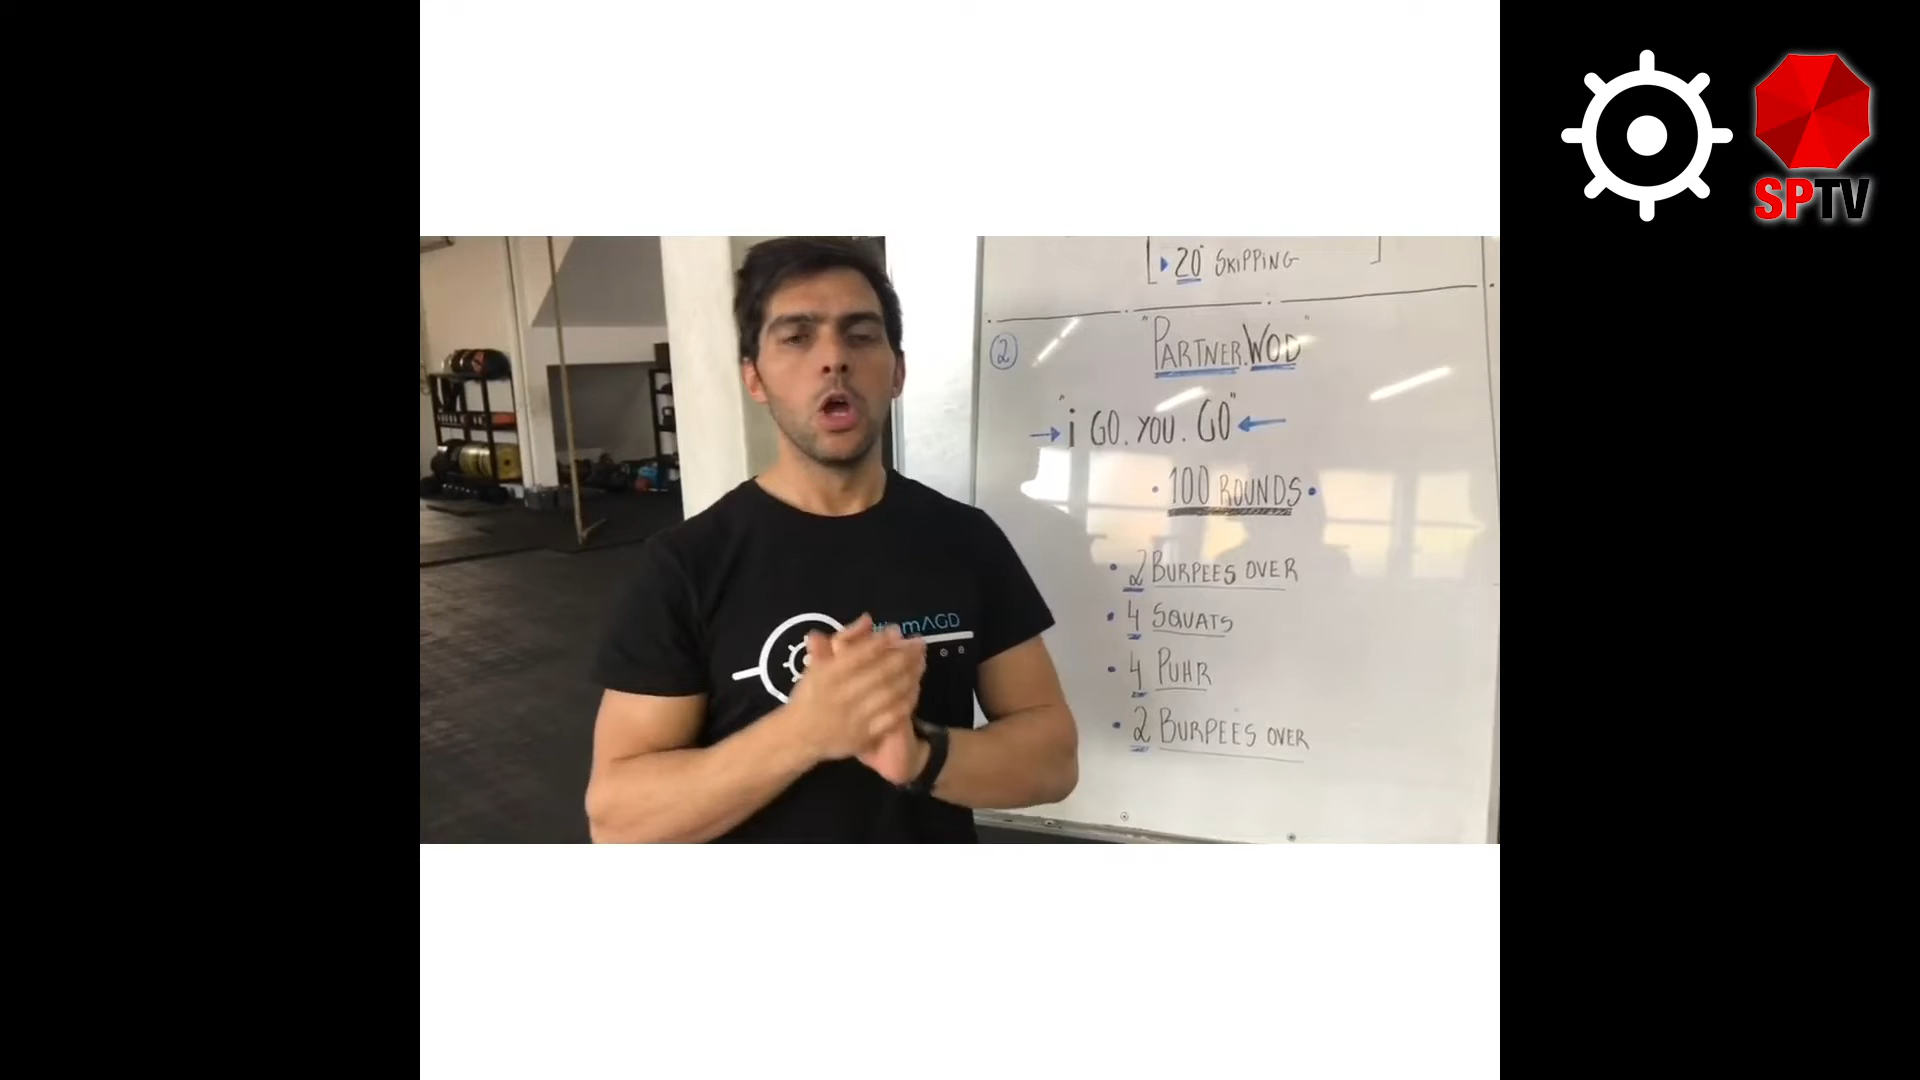 SPTV
▸ 20" SKIPPING
2
"PARTNER.WOD"
→ "i GO. YOU. GO" ←
• 100 ROUNDS •
• 2 BURPEES OVER
• 4 SQUATS
• 4 PUHR
• 2 BURPEES OVER